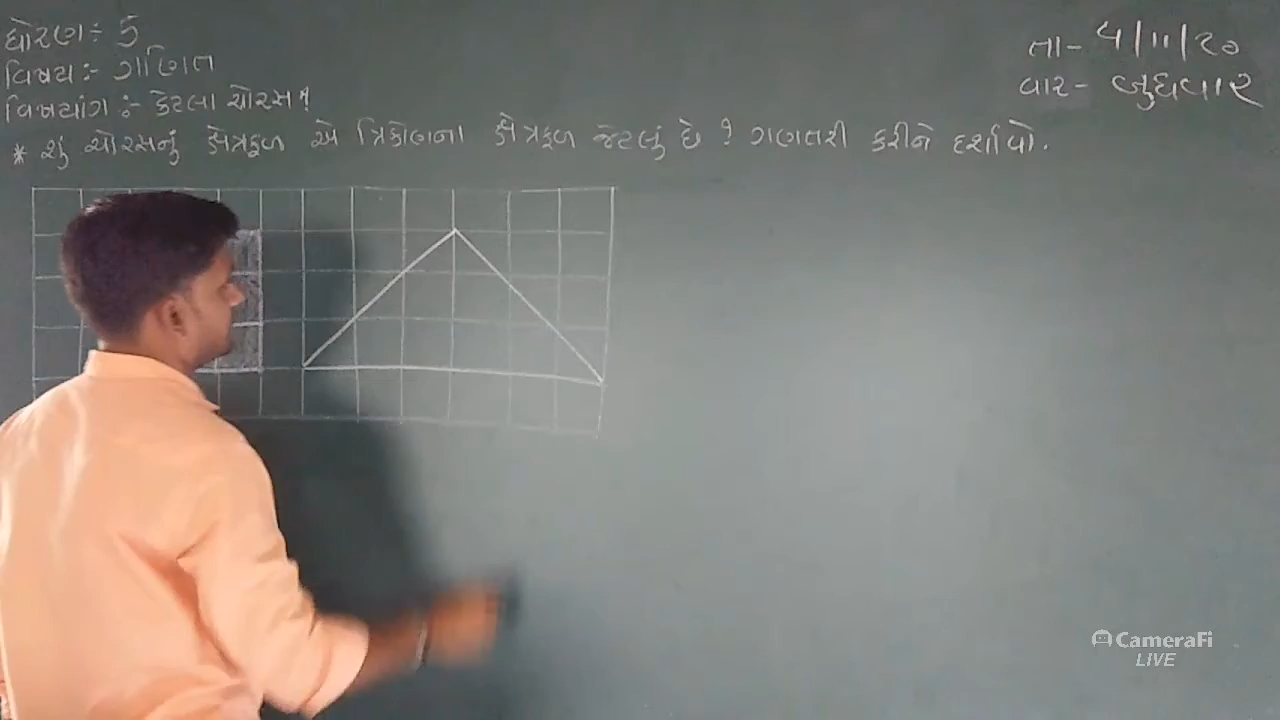 ધોરણ ÷ 5
વિષય :- ગણિત
વિષયાંગ :- કેટલા ચોરસ ?
* શું ચોરસનું ક્ષેત્રફળ એ ત્રિકોણના ક્ષેત્રફળ જેટલું છે ? ગણતરી કરીને દર્શાવો.
તા- ૫/૧૧/૨૦
વાર- બુધવાર
CameraFi
LIVE